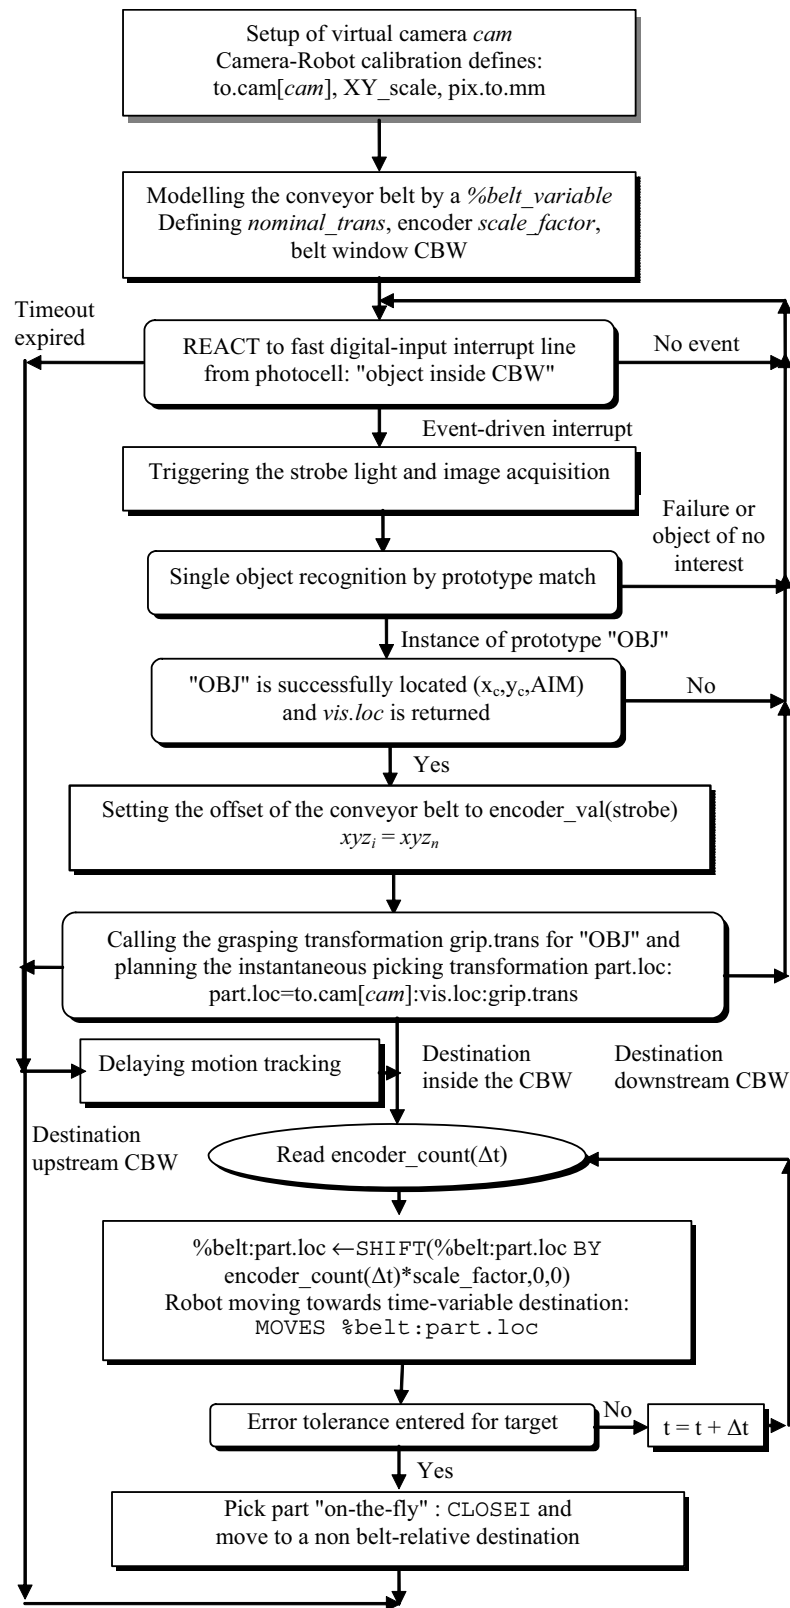 Setup of virtual camera cam
Camera-Robot calibration defines:
to.cam[cam], XY_scale, pix.to.mm
Modelling the conveyor belt by a %belt_variable
Defining nominal_trans, encoder scale_factor,
belt window CBW
Timeout
expired
REACT to fast digital-input interrupt line
from photocell: "object inside CBW"
No event
Event-driven interrupt
Triggering the strobe light and image acquisition
Failure or
object of no
interest
Single object recognition by prototype match
Instance of prototype "OBJ"
"OBJ" is successfully located (xc,yc,AIM)
and vis.loc is returned
No
Yes
Setting the offset of the conveyor belt to encoder_val(strobe)
xyzi = xyzn
Calling the grasping transformation grip.trans for "OBJ" and
planning the instantaneous picking transformation part.loc:
part.loc=to.cam[cam]:vis.loc:grip.trans
Delaying motion tracking
Destination
inside the CBW
Destination
downstream CBW
Destination
upstream CBW
Read encoder_count(Δt)
%belt:part.loc ←SHIFT(%belt:part.loc BY
encoder_count(Δt)*scale_factor,0,0)
Robot moving towards time-variable destination:
MOVES %belt:part.loc
Error tolerance entered for target
No
t = t + Δt
Yes
Pick part "on-the-fly" : CLOSEI and
move to a non belt-relative destination